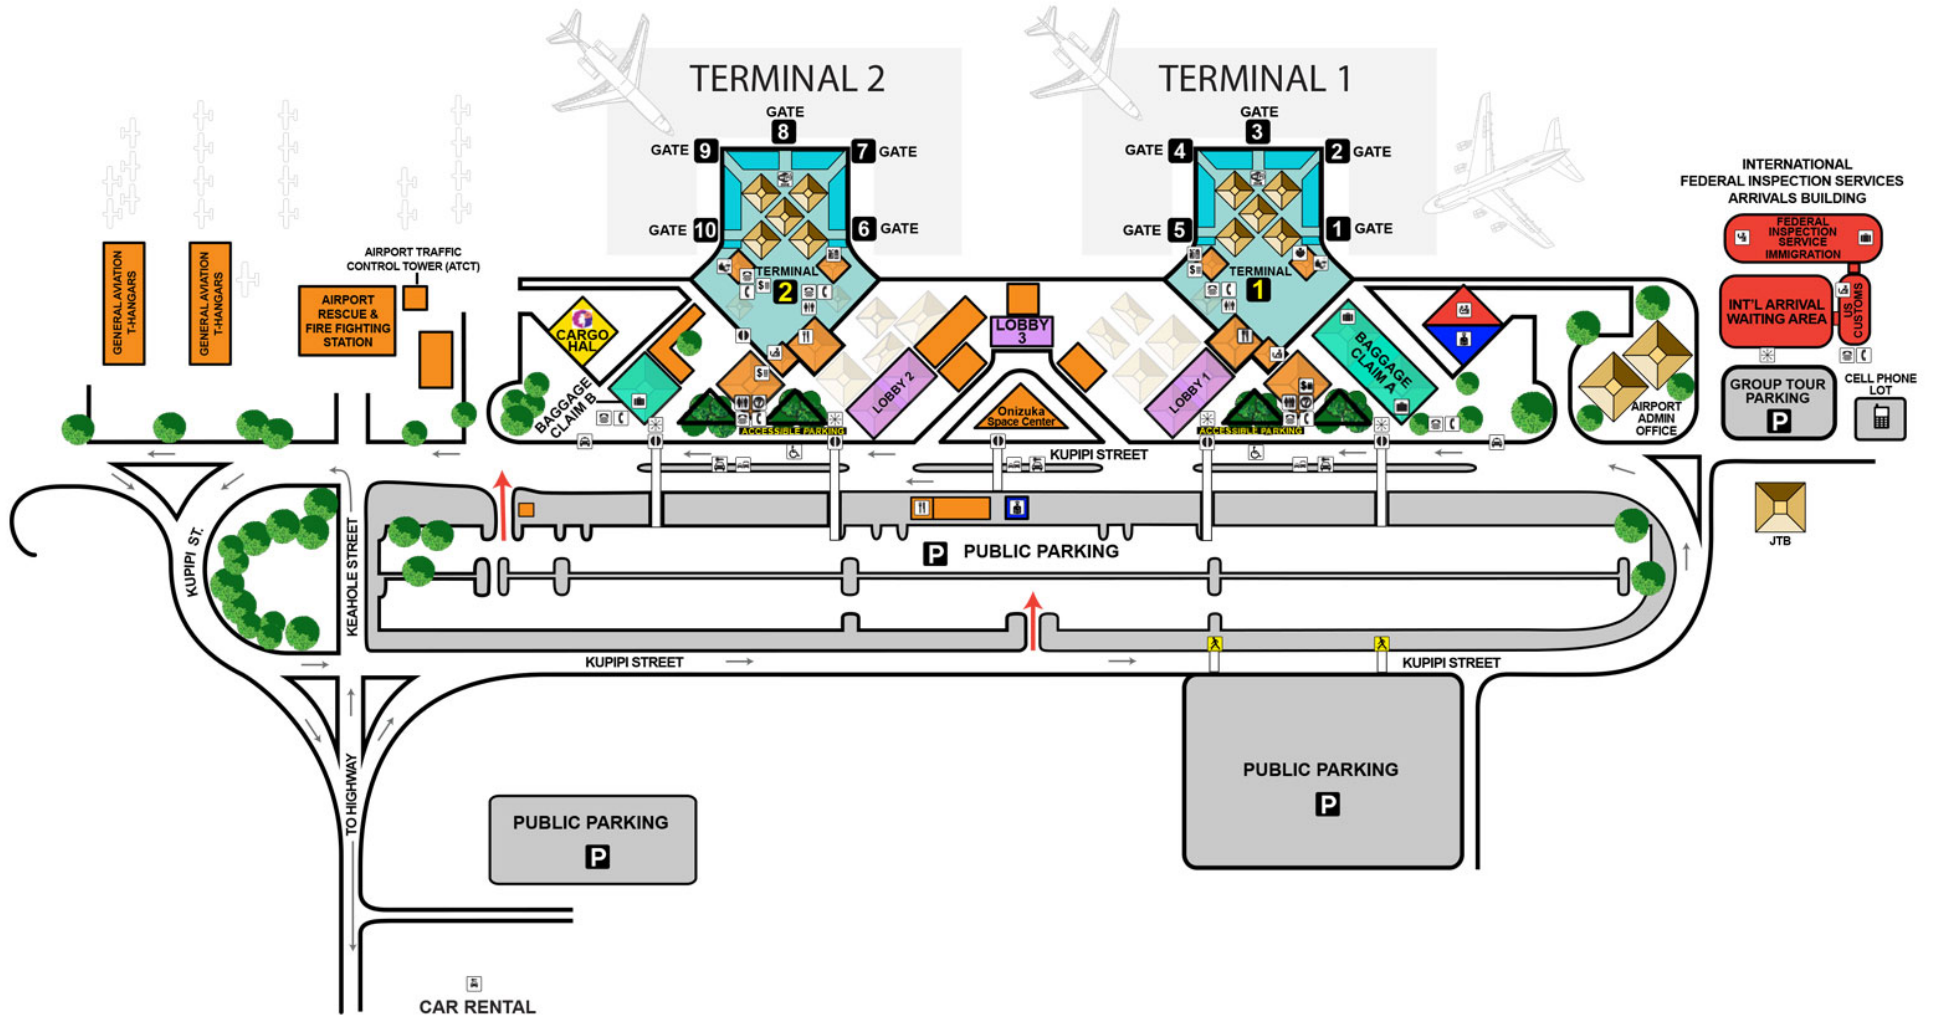 TERMINAL 2
TERMINAL 1
GATE
8
GATE
3
GATE 9
7 GATE
GATE 4
2 GATE
GATE 10
6 GATE
GATE 5
1 GATE
TERMINAL
2
TERMINAL
1
INTERNATIONAL
FEDERAL INSPECTION SERVICES
ARRIVALS BUILDING
FEDERAL
INSPECTION
SERVICE
IMMIGRATION
INT'L ARRIVAL
WAITING AREA
US
CUSTOMS
GROUP TOUR
PARKING
P
CELL PHONE
LOT
GENERAL AVIATION
T-HANGARS
GENERAL AVIATION
T-HANGARS
AIRPORT TRAFFIC
CONTROL TOWER (ATCT)
AIRPORT
RESCUE &
FIRE FIGHTING
STATION
CARGO
HAL
BAGGAGE
CLAIM B
LOBBY 2
LOBBY
3
Onizuka
Space Center
LOBBY 1
BAGGAGE
CLAIM A
AIRPORT
ADMIN
OFFICE
ACCESSIBLE PARKING
ACCESSIBLE PARKING
KUPIPI STREET
JTB
KUPIPI ST.
KEAHOLE STREET
P PUBLIC PARKING
KUPIPI STREET
KUPIPI STREET
TO HIGHWAY
PUBLIC PARKING
P
PUBLIC PARKING
P
CAR RENTAL